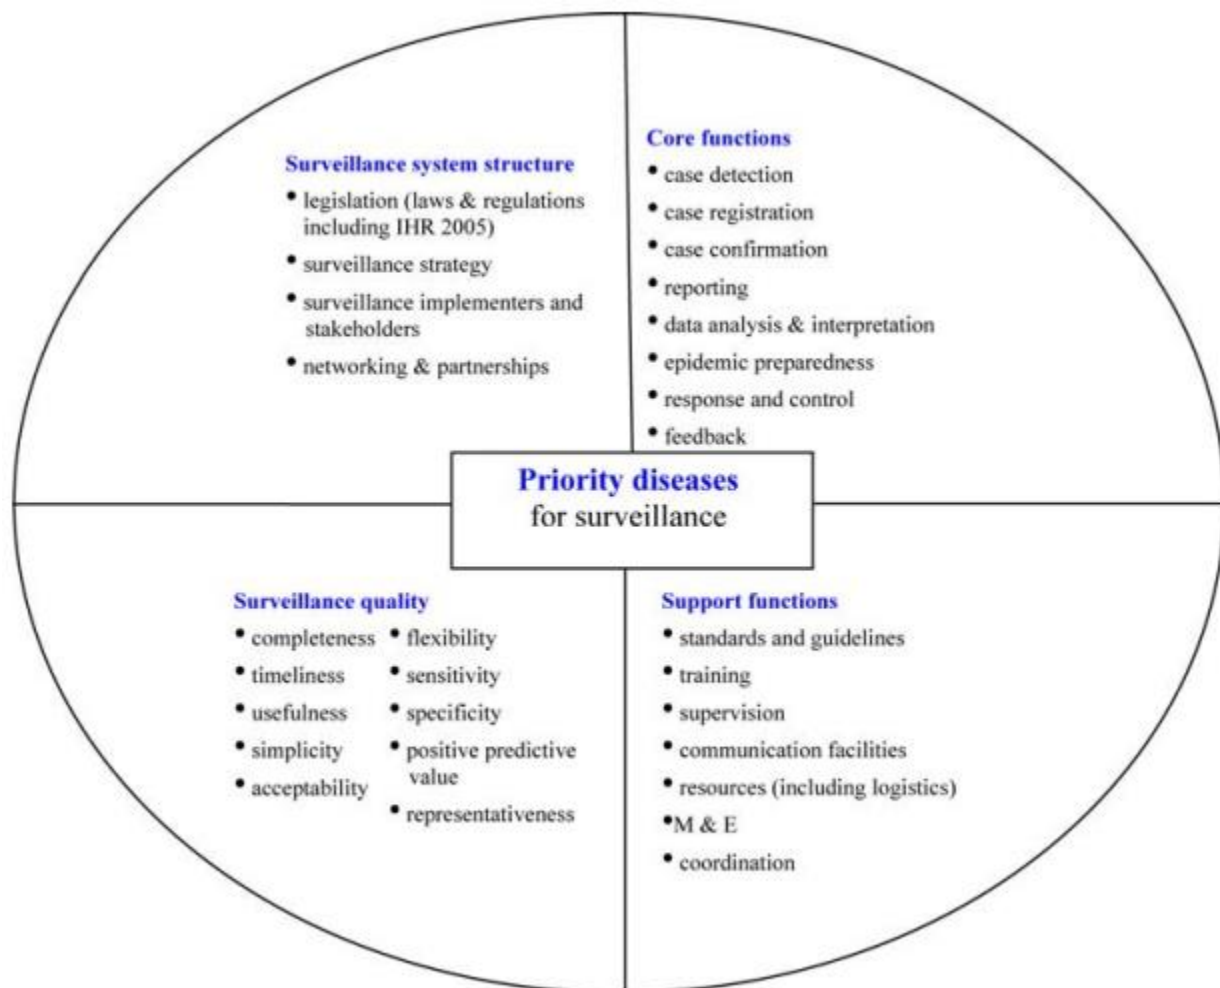 Surveillance system structure
• legislation (laws & regulations
including IHR 2005)
• surveillance strategy
• surveillance implementers and
stakeholders
• networking & partnerships
Core functions
• case detection
• case registration
• case confirmation
• reporting
• data analysis & interpretation
• epidemic preparedness
• response and control
• feedback
Priority diseases
for surveillance
Surveillance quality
• completeness
• timeliness
• usefulness
• simplicity
• acceptability
• flexibility
• sensitivity
• specificity
• positive predictive
value
• representativeness
Support functions
• standards and guidelines
• training
• supervision
• communication facilities
• resources (including logistics)
•M & E
• coordination